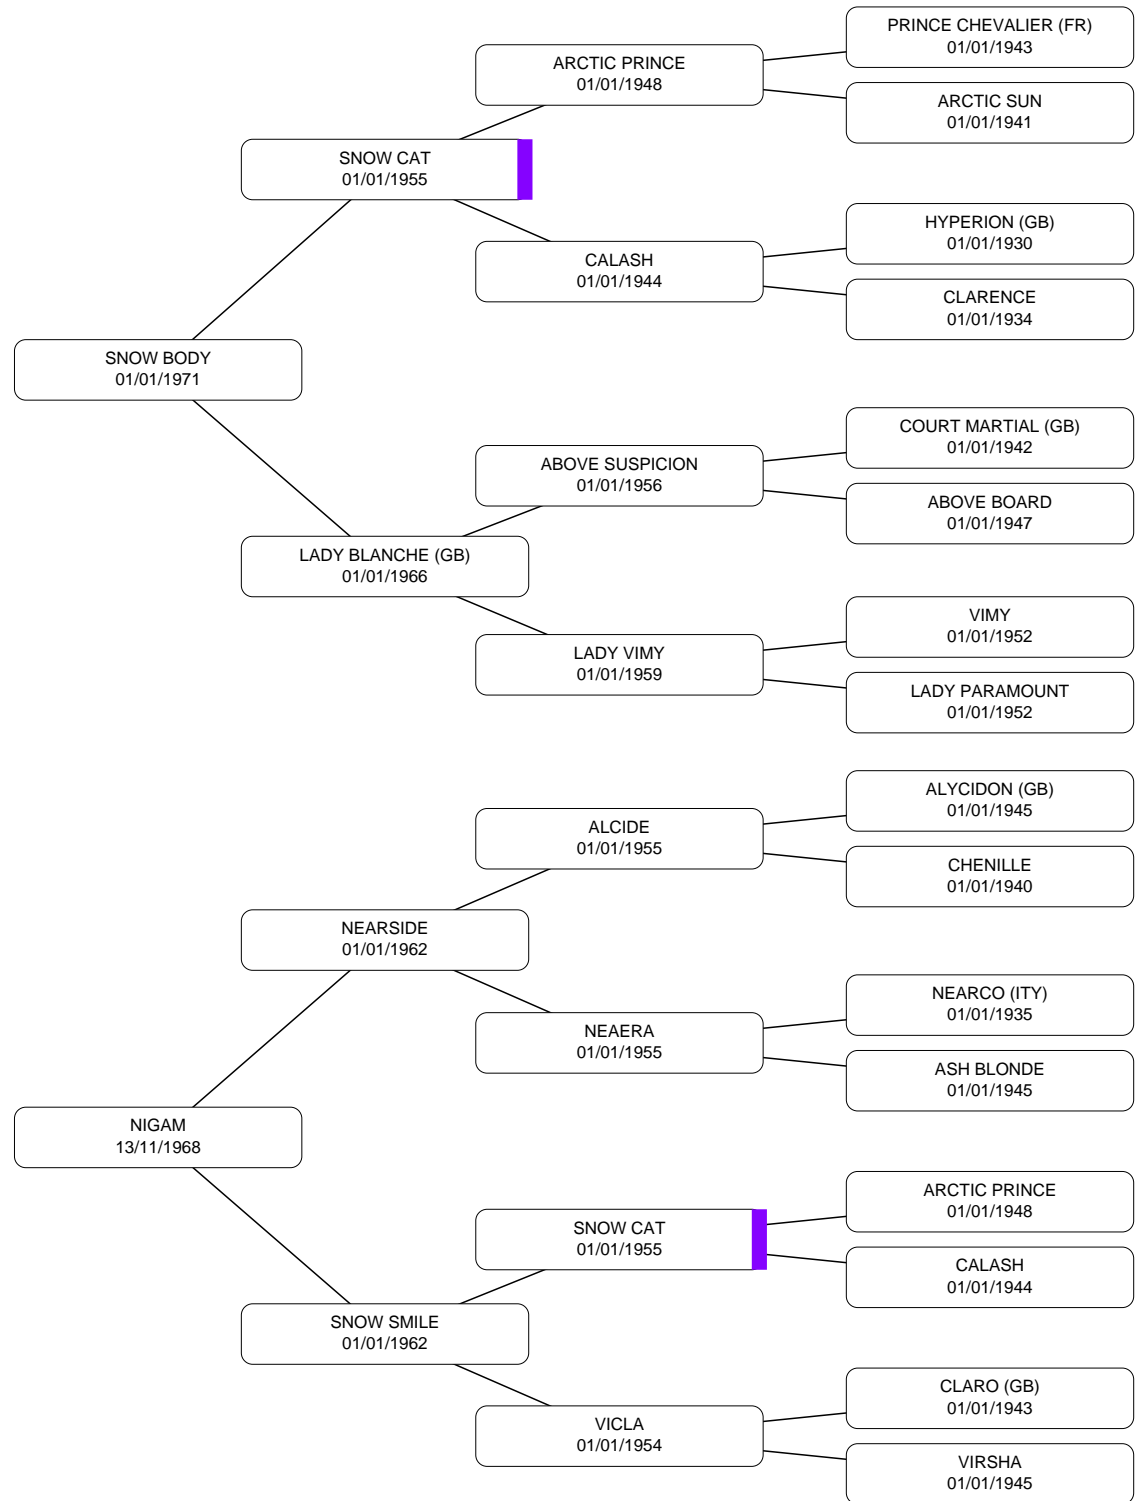 PRINCE CHEVALIER (FR)
01/01/1943
ARCTIC PRINCE
01/01/1948
ARCTIC SUN
01/01/1941
SNOW CAT
01/01/1955
HYPERION (GB)
01/01/1930
CALASH
01/01/1944
CLARENCE
01/01/1934
SNOW BODY
01/01/1971
COURT MARTIAL (GB)
01/01/1942
ABOVE SUSPICION
01/01/1956
ABOVE BOARD
01/01/1947
LADY BLANCHE (GB)
01/01/1966
VIMY
01/01/1952
LADY VIMY
01/01/1959
LADY PARAMOUNT
01/01/1952
ALYCIDON (GB)
01/01/1945
ALCIDE
01/01/1955
CHENILLE
01/01/1940
NEARSIDE
01/01/1962
NEARCO (ITY)
01/01/1935
NEAERA
01/01/1955
ASH BLONDE
01/01/1945
NIGAM
13/11/1968
ARCTIC PRINCE
01/01/1948
SNOW CAT
01/01/1955
CALASH
01/01/1944
SNOW SMILE
01/01/1962
CLARO (GB)
01/01/1943
VICLA
01/01/1954
VIRSHA
01/01/1945